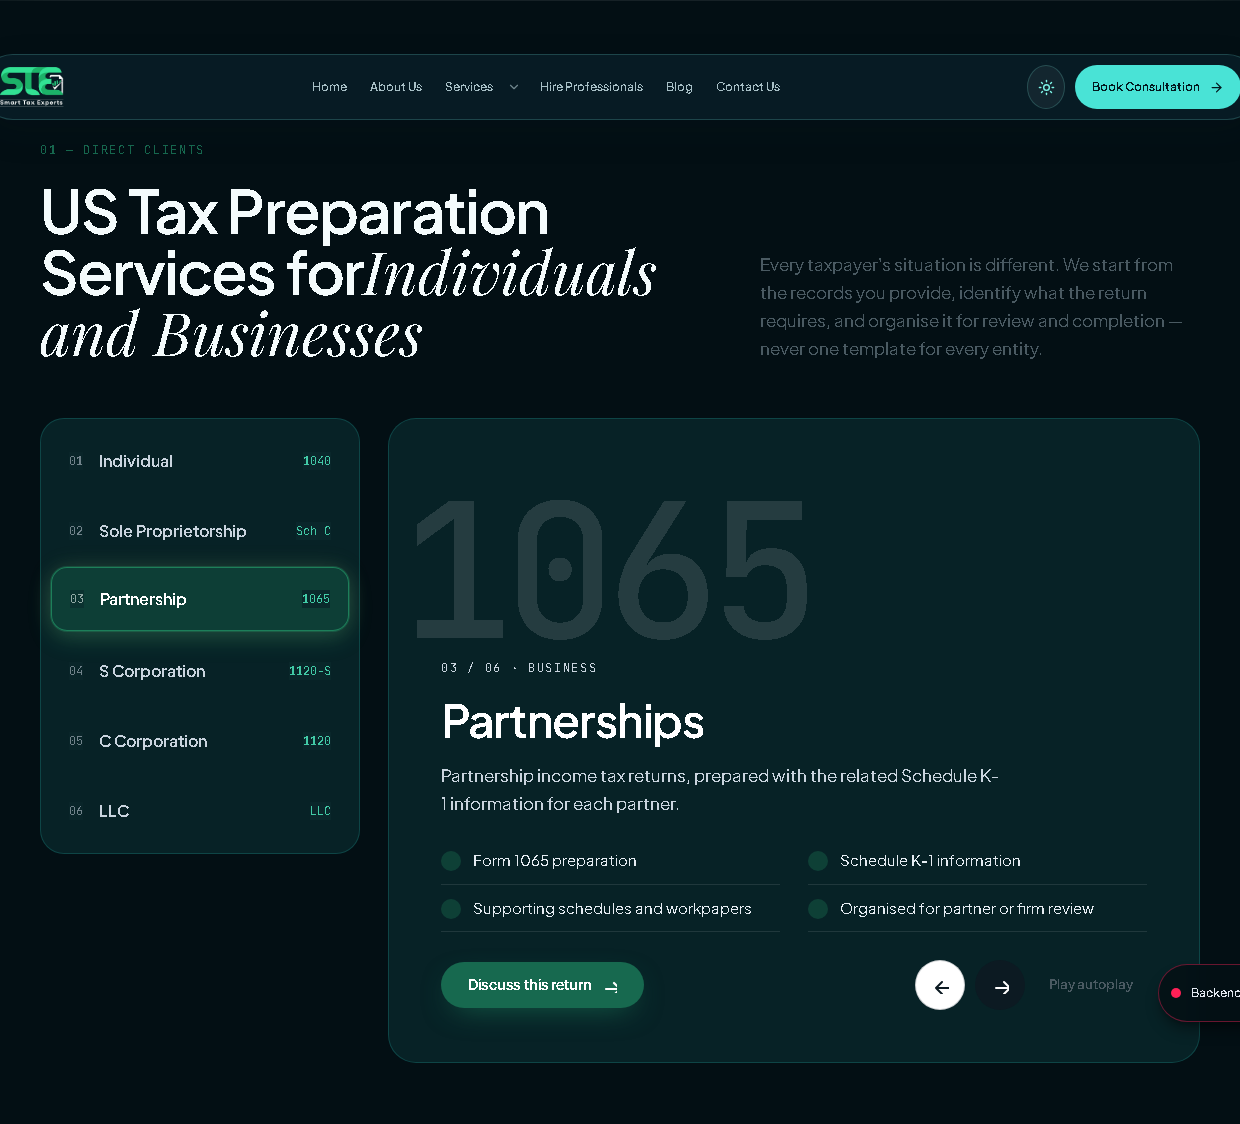 STE
Smart Tax Experts
Home
About Us
Services
Hire Professionals
Blog
Contact Us
Book Consultation
01 — DIRECT CLIENTS
US Tax Preparation
Services forIndividuals
and Businesses
Every taxpayer's situation is different. We start from
the records you provide, identify what the return
requires, and organise it for review and completion —
never one template for every entity.
01 Individual 1040
02 Sole Proprietorship Sch C
03 Partnership 1065
04 S Corporation 1120-S
05 C Corporation 1120
06 LLC LLC
1065
03 / 06 · BUSINESS
Partnerships
Partnership income tax returns, prepared with the related Schedule K-
1 information for each partner.
Form 1065 preparation
Schedule K-1 information
Supporting schedules and workpapers
Organised for partner or firm review
Discuss this return →
← → Play autoplay
Backend